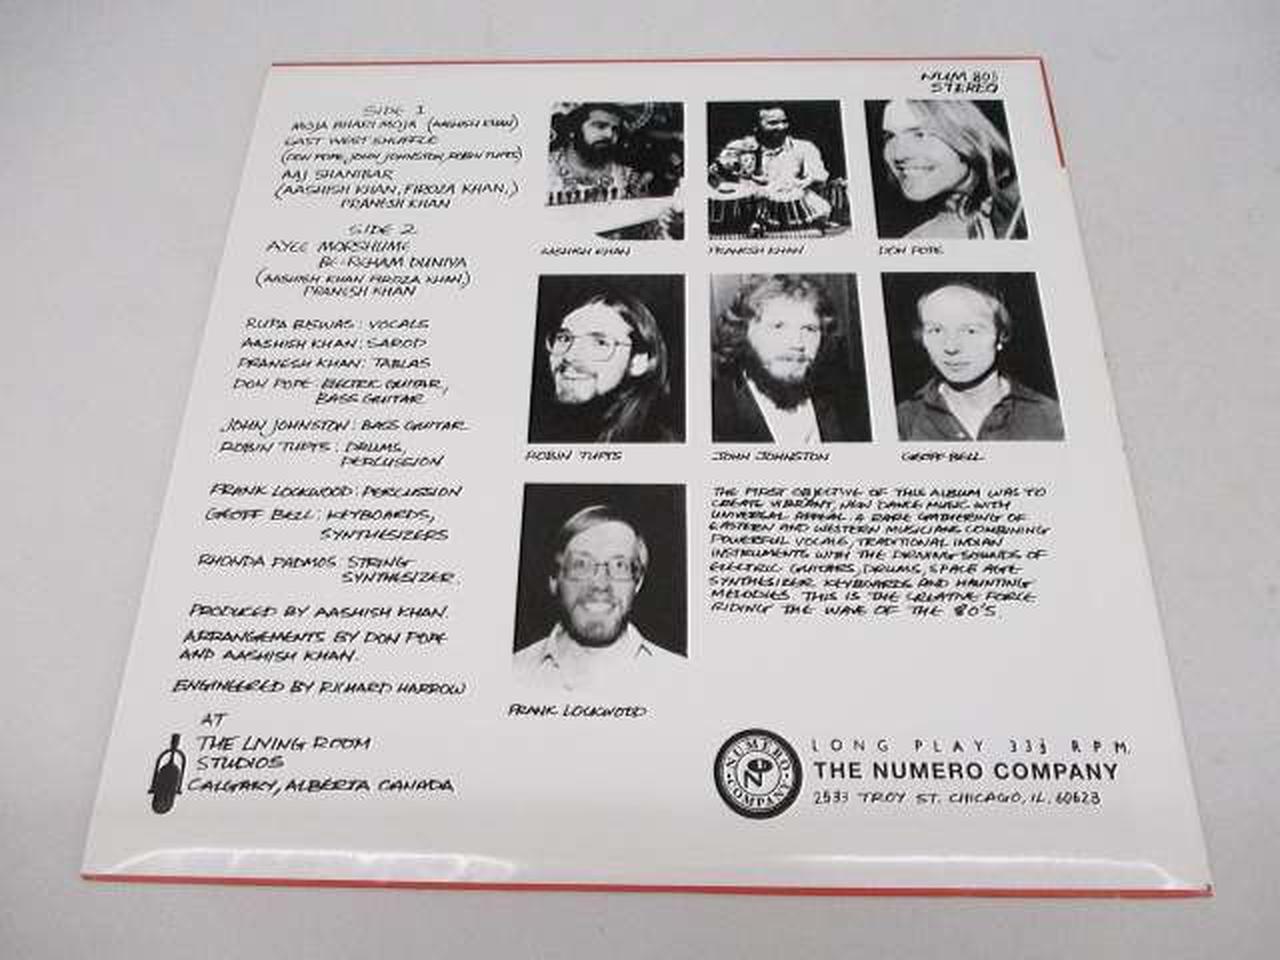 NUM 805
STEREO
SIDE 1
MOJA BHARI MOJA (AASHISH KHAN)
EAST WEST SHUFFLE
(DON POPE, JOHN JOHNSTON, ROBIN TUFTS)
AAJ SHANIBAR
(AASHISH KHAN, FIROZA KHAN,)
PRANESH KHAN
SIDE 2
AYEE MORSHUME
BE-REHAM DUNIYA
(AASHISH KHAN FIROZA KHAN,)
PRANESH KHAN
RUPA BISWAS: VOCALS
AASHISH KHAN: SAROD
PRANESH KHAN: TABLAS
DON POPE ELECTRIC GUITAR,
BASS GUITAR
JOHN JOHNSTON: BASS GUITAR
ROBIN TUFTS: DRUMS,
PERCUSSION
FRANK LOCKWOOD: PERCUSSION
GEOFF BELL: KEYBOARDS,
SYNTHESIZERS
RHONDA PADMOS STRING
SYNTHESIZER.
PRODUCED BY AASHISH KHAN.
ARRANGEMENTS BY DON POPE
AND AASHISH KHAN.
ENGINEERED BY RICHARD HARROW
AT
THE LIVING ROOM
STUDIOS
CALGARY, ALBERTA CANADA
AASHISH KHAN
PRANESH KHAN
DON POPE
ROBIN TUFTS
JOHN JOHNSTON
GEOFF BELL
FRANK LOCKWOOD
THE FIRST OBJECTIVE OF THIS ALBUM WAS TO
CREATE VIBRANT, NEW DANCE MUSIC WITH
UNIVERSAL APPEAL. A RARE GATHERING OF
EASTERN AND WESTERN MUSICIANS COMBINING
POWERFUL VOCALS, TRADITIONAL INDIAN
INSTRUMENTS WITH THE DRIVING SOUNDS OF
ELECTRIC GUITARS, DRUMS, SPACE AGE
SYNTHESIZER KEYBOARDS AND HAUNTING
MELODIES. THIS IS THE CREATIVE FORCE
RIDING THE WAVE OF THE 80'S.
NUMERO
COMPANY
LONG PLAY 33⅓ RPM
THE NUMERO COMPANY
2533 TROY ST. CHICAGO, IL. 60623